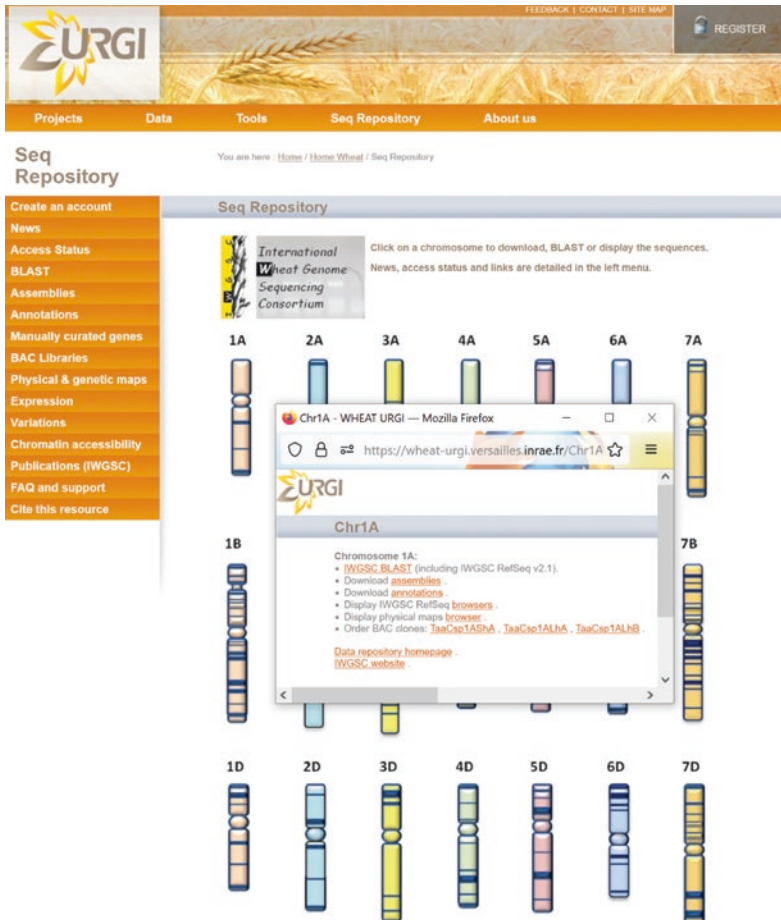 FEEDBACK | CONTACT | SITE MAP
REGISTER
URGI
Projects Data Tools Seq Repository About us
Seq
Repository
You are here : Home / Home Wheat / Seq Repository
Create an account
News
Access Status
BLAST
Assemblies
Annotations
Manually curated genes
BAC Libraries
Physical & genetic maps
Expression
Variations
Chromatin accessibility
Publications (IWGSC)
FAQ and support
Cite this resource
Seq Repository
International
Wheat Genome
Sequencing
Consortium
Click on a chromosome to download, BLAST or display the sequences.
News, access status and links are detailed in the left menu.
1A 2A 3A 4A 5A 6A 7A
Chr1A - WHEAT URGI — Mozilla Firefox
https://wheat-urgi.versailles.inrae.fr/Chr1A
URGI
Chr1A
Chromosome 1A:
• IWGSC BLAST (including IWGSC RefSeq v2.1).
• Download assemblies .
• Download annotations .
• Display IWGSC RefSeq browsers .
• Display physical maps browser .
• Order BAC clones: TaaCsp1AShA , TaaCsp1ALhA , TaaCsp1ALhB .
Data repository homepage .
IWGSC website .
1B 7B
1D 2D 3D 4D 5D 6D 7D